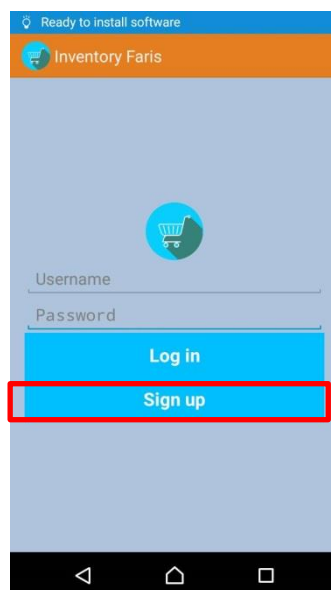 Ready to install software
Inventory Faris
Username
Password
Log in
Sign up